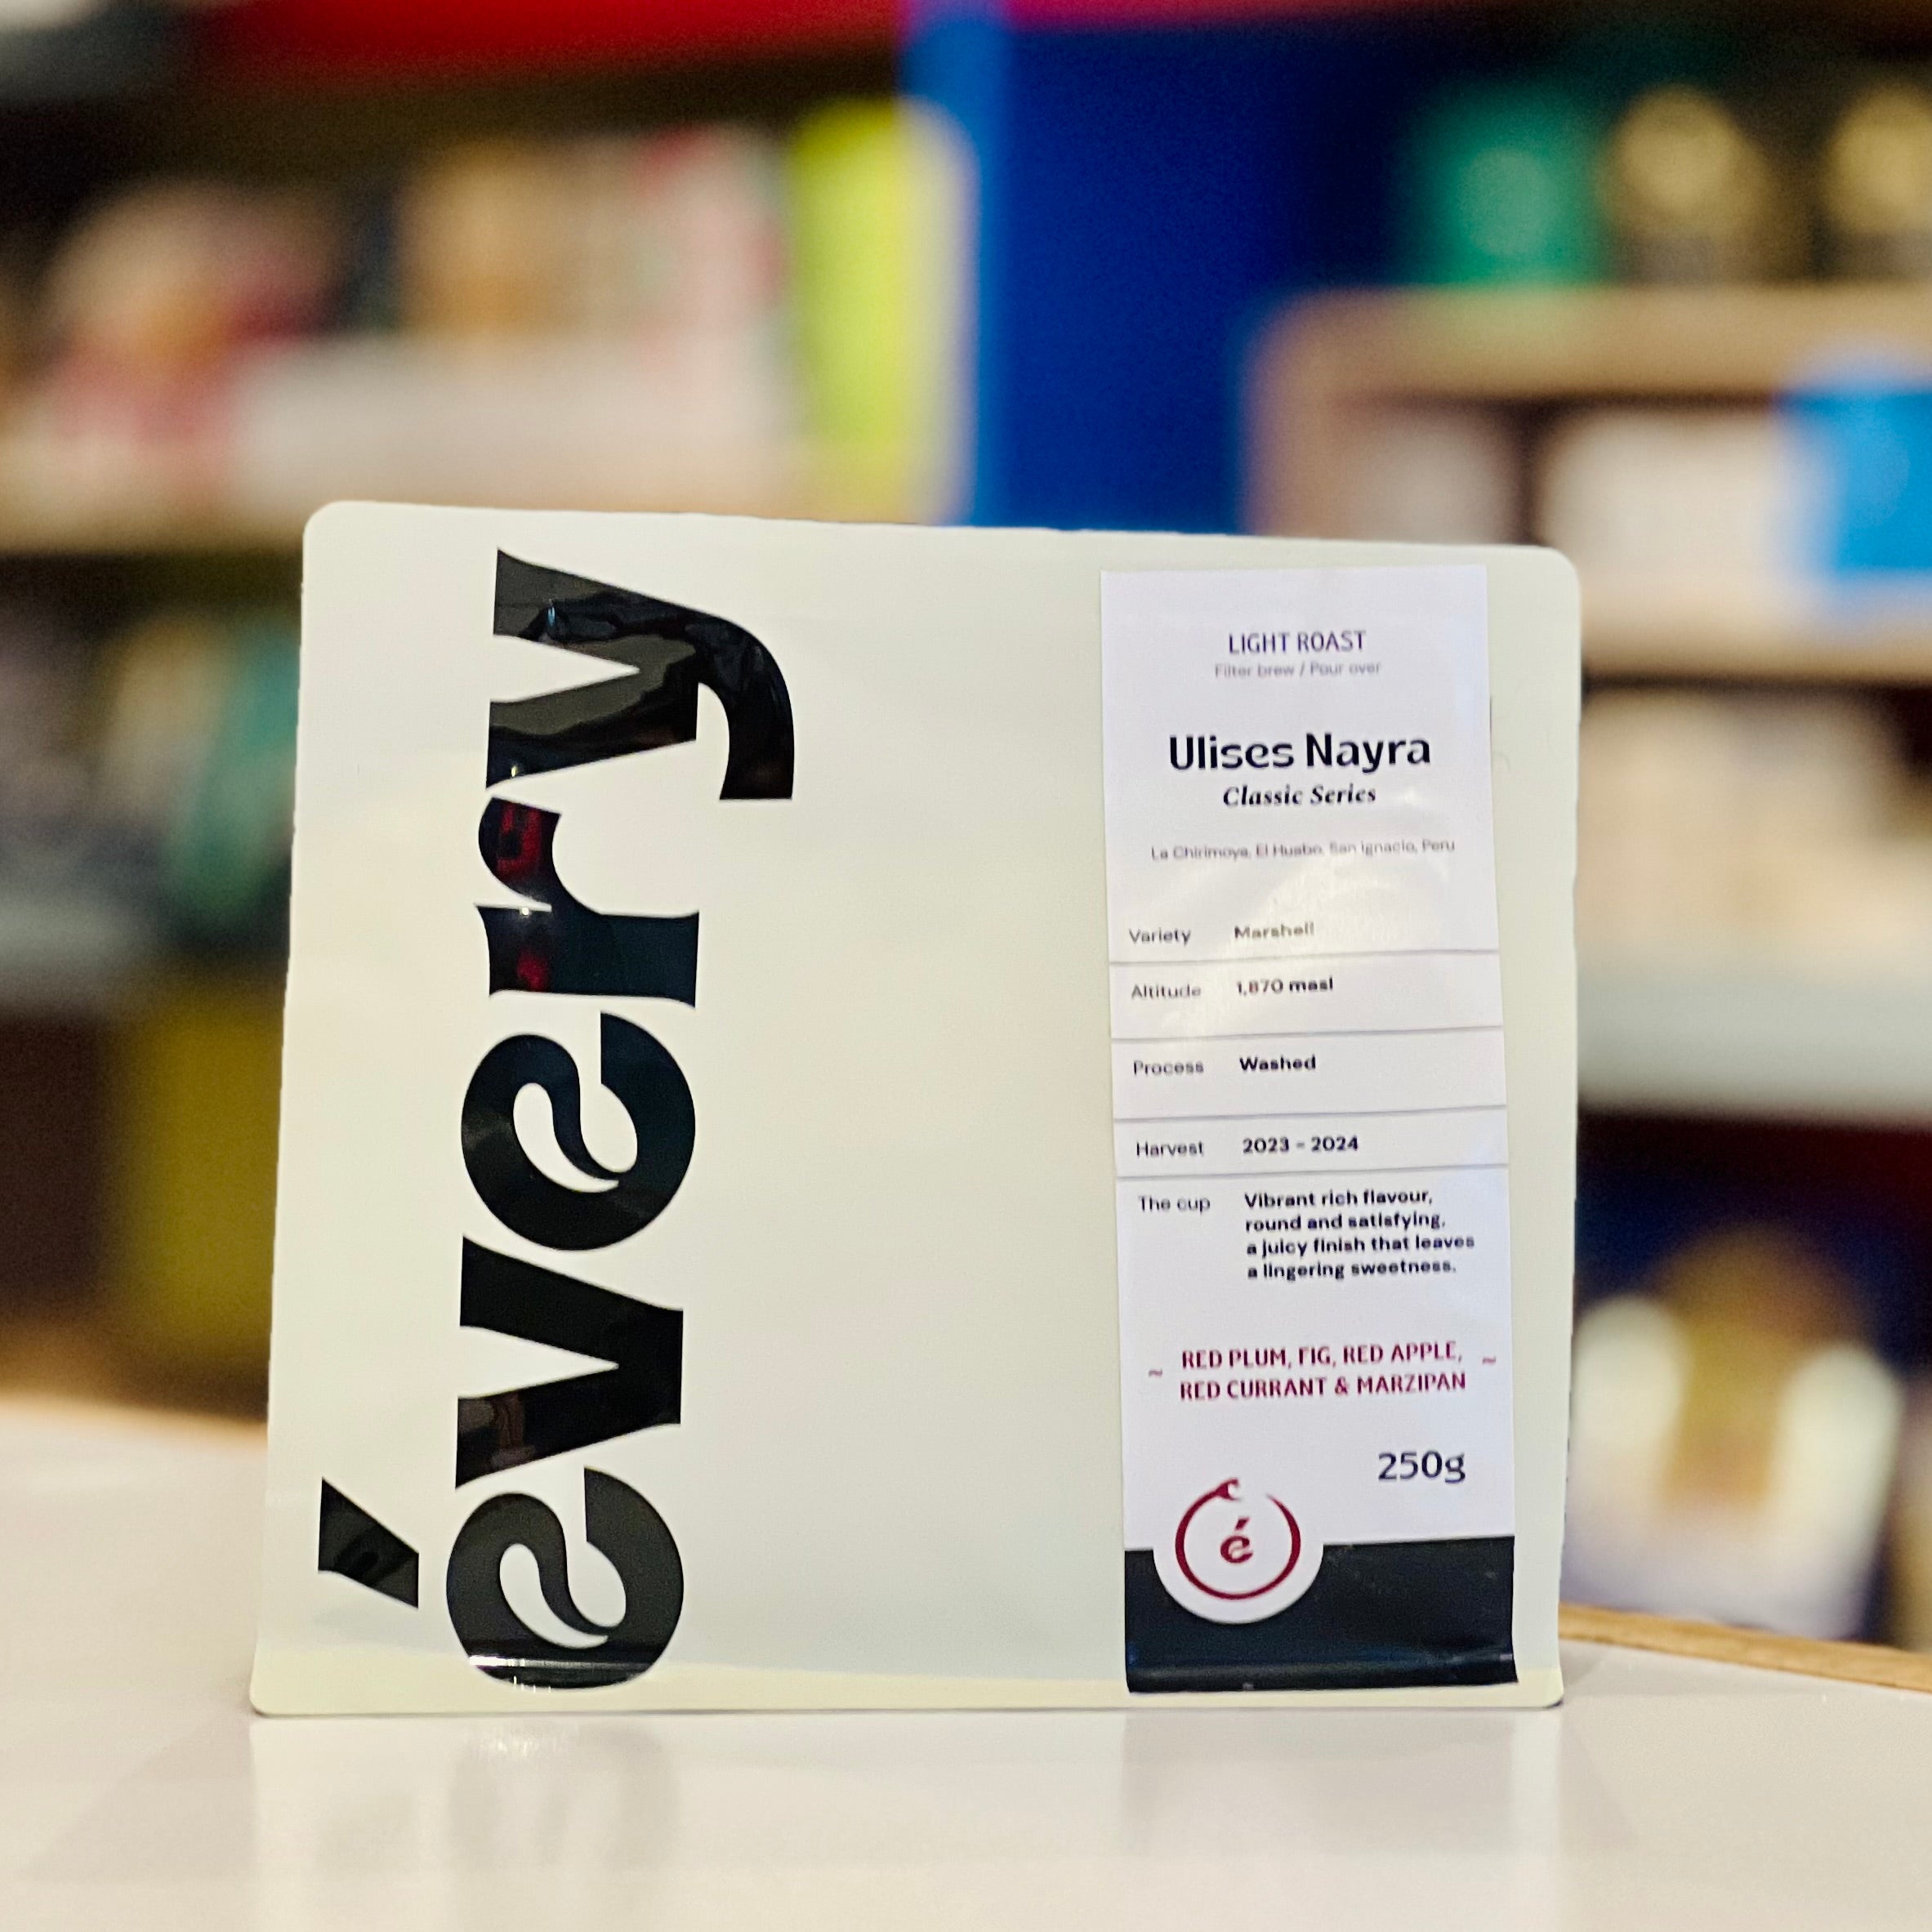 évery
LIGHT ROAST
Filter brew / Pour over
Ulises Nayra
Classic Series
La Chirimoya, El Huabo, San Ignacio, Peru
Variety Marshell
Altitude 1,870 masl
Process Washed
Harvest 2023 - 2024
The cup Vibrant rich flavour,
round and satisfying.
a juicy finish that leaves
a lingering sweetness.
~ RED PLUM, FIG, RED APPLE, ~
RED CURRANT & MARZIPAN
250g
é